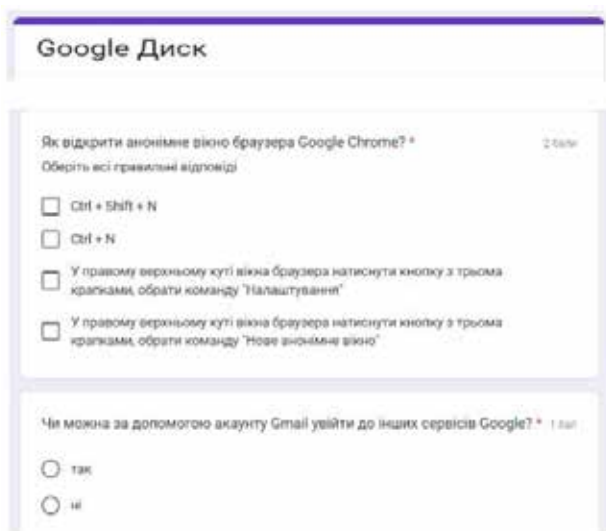 Google Диск
Як відкрити анонімне вікно браузера Google Chrome? *
2 бали
Оберіть всі правильні відповіді
Ctrl + Shift + N
Ctrl + N
У правому верхньому куті вікна браузера натиснути кнопку з трьома
крапками, обрати команду "Налаштування"
У правому верхньому куті вікна браузера натиснути кнопку з трьома
крапками, обрати команду "Нове анонімне вікно"
Чи можна за допомогою акаунту Gmail увійти до інших сервісів Google? * 1 бал
так
ні